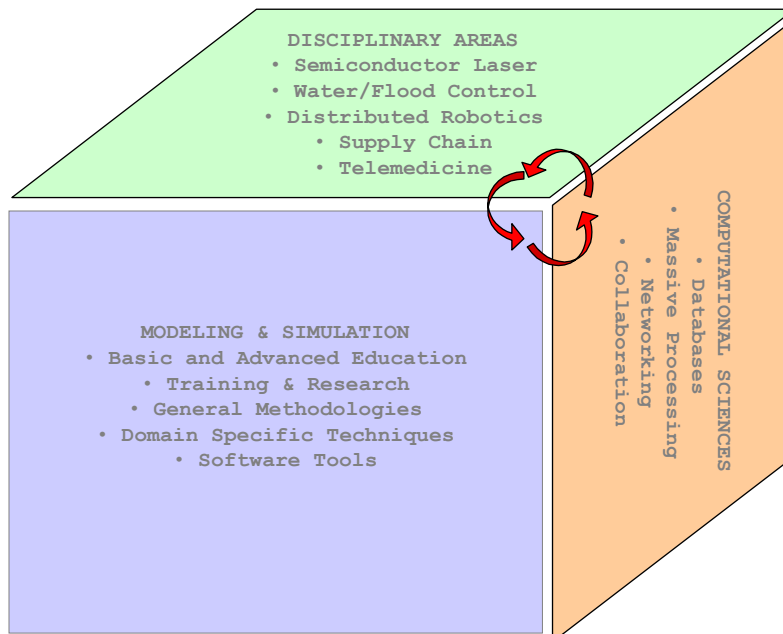 DISCIPLINARY AREAS
• Semiconductor Laser
• Water/Flood Control
• Distributed Robotics
• Supply Chain
• Telemedicine
MODELING & SIMULATION
• Basic and Advanced Education
• Training & Research
• General Methodologies
• Domain Specific Techniques
• Software Tools
COMPUTATIONAL SCIENCES
• Databases
• Massive Processing
• Networking
• Collaboration